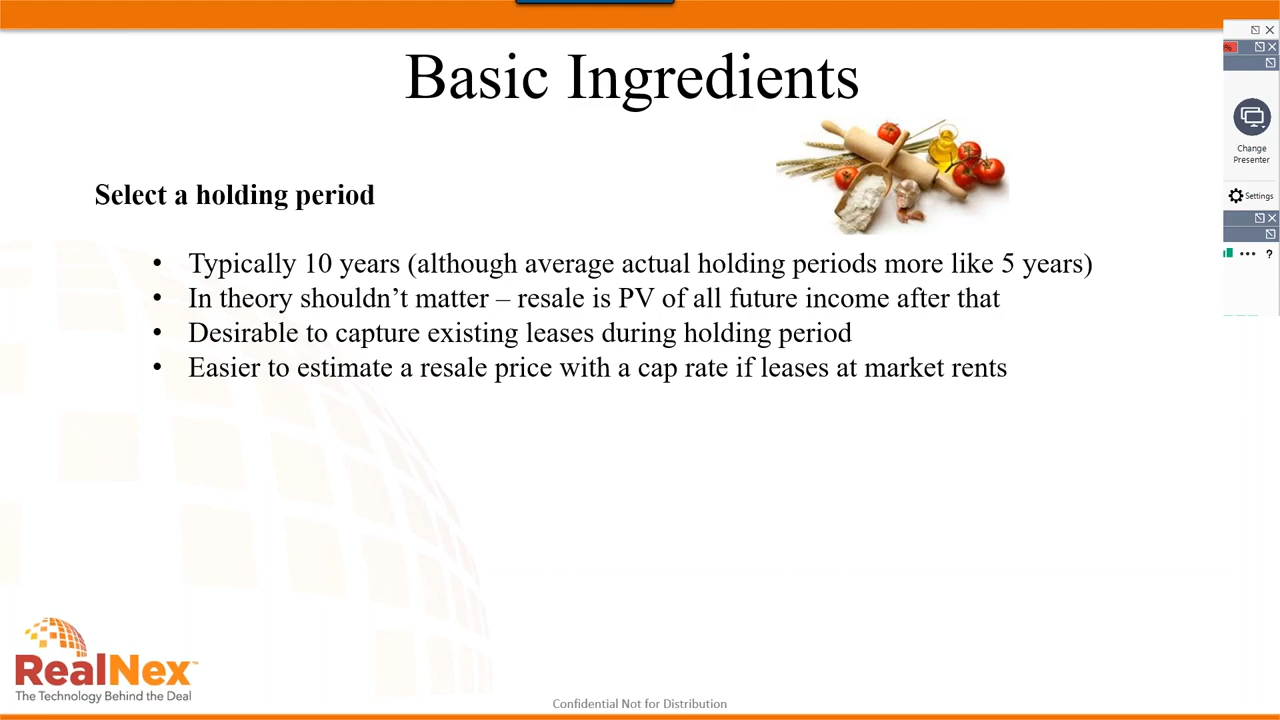 Basic Ingredients
Select a holding period
• Typically 10 years (although average actual holding periods more like 5 years)
• In theory shouldn’t matter – resale is PV of all future income after that
• Desirable to capture existing leases during holding period
• Easier to estimate a resale price with a cap rate if leases at market rents
%
Change
Presenter
Settings
?
RealNex™
The Technology Behind the Deal
Confidential Not for Distribution